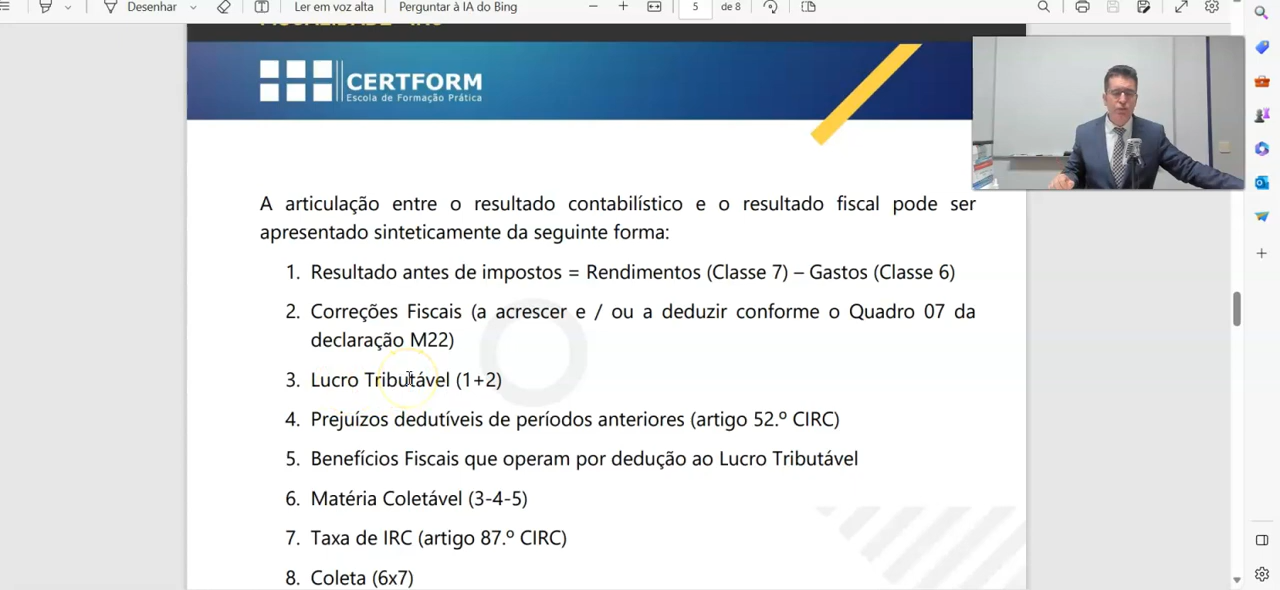 Desenhar
Ler em voz alta
Perguntar à IA do Bing
5
de 8
CERTFORM
Escola de Formação Prática
A articulação entre o resultado contabilístico e o resultado fiscal pode ser
apresentado sinteticamente da seguinte forma:
1. Resultado antes de impostos = Rendimentos (Classe 7) – Gastos (Classe 6)
2. Correções Fiscais (a acrescer e / ou a deduzir conforme o Quadro 07 da
declaração M22)
3. Lucro Tributável (1+2)
4. Prejuízos dedutíveis de períodos anteriores (artigo 52.º CIRC)
5. Benefícios Fiscais que operam por dedução ao Lucro Tributável
6. Matéria Coletável (3-4-5)
7. Taxa de IRC (artigo 87.º CIRC)
8. Coleta (6x7)